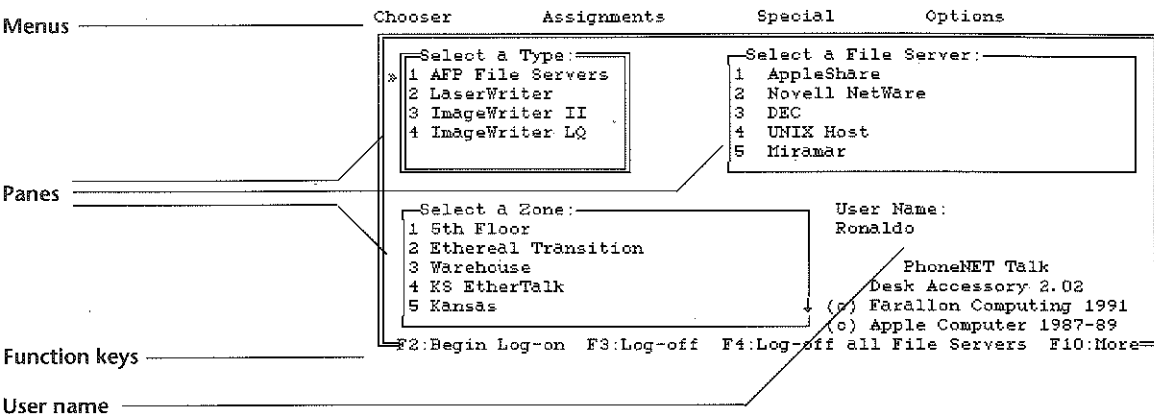 Chooser Assignments Special Options
Menus
Select a Type:
» 1 AFP File Servers
2 LaserWriter
3 ImageWriter II
4 ImageWriter LQ
Select a File Server:
1 AppleShare
2 Novell NetWare
3 DEC
4 UNIX Host
5 Miramar
Panes
Select a Zone:
1 5th Floor
2 Ethereal Transition
3 Warehouse
4 KS EtherTalk
5 Kansas
User Name:
Ronaldo
PhoneNET Talk
Desk Accessory 2.02
(c) Farallon Computing 1991
(c) Apple Computer 1987-89
F2:Begin Log-on F3:Log-off F4:Log-off all File Servers F10:More
Function keys
User name